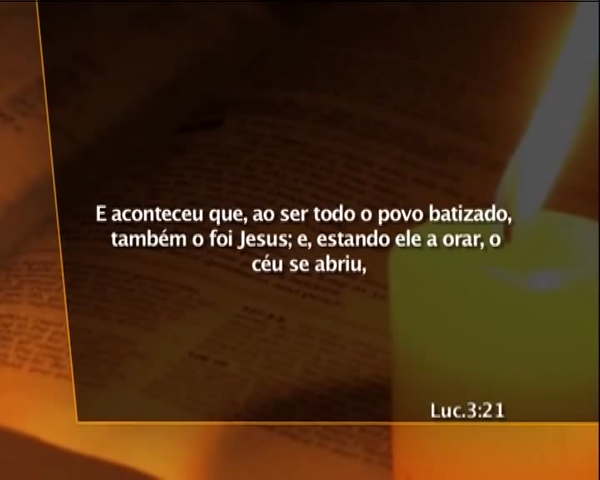 E aconteceu que, ao ser todo o povo batizado,
também o foi Jesus; e, estando ele a orar, o
céu se abriu,
Luc.3:21